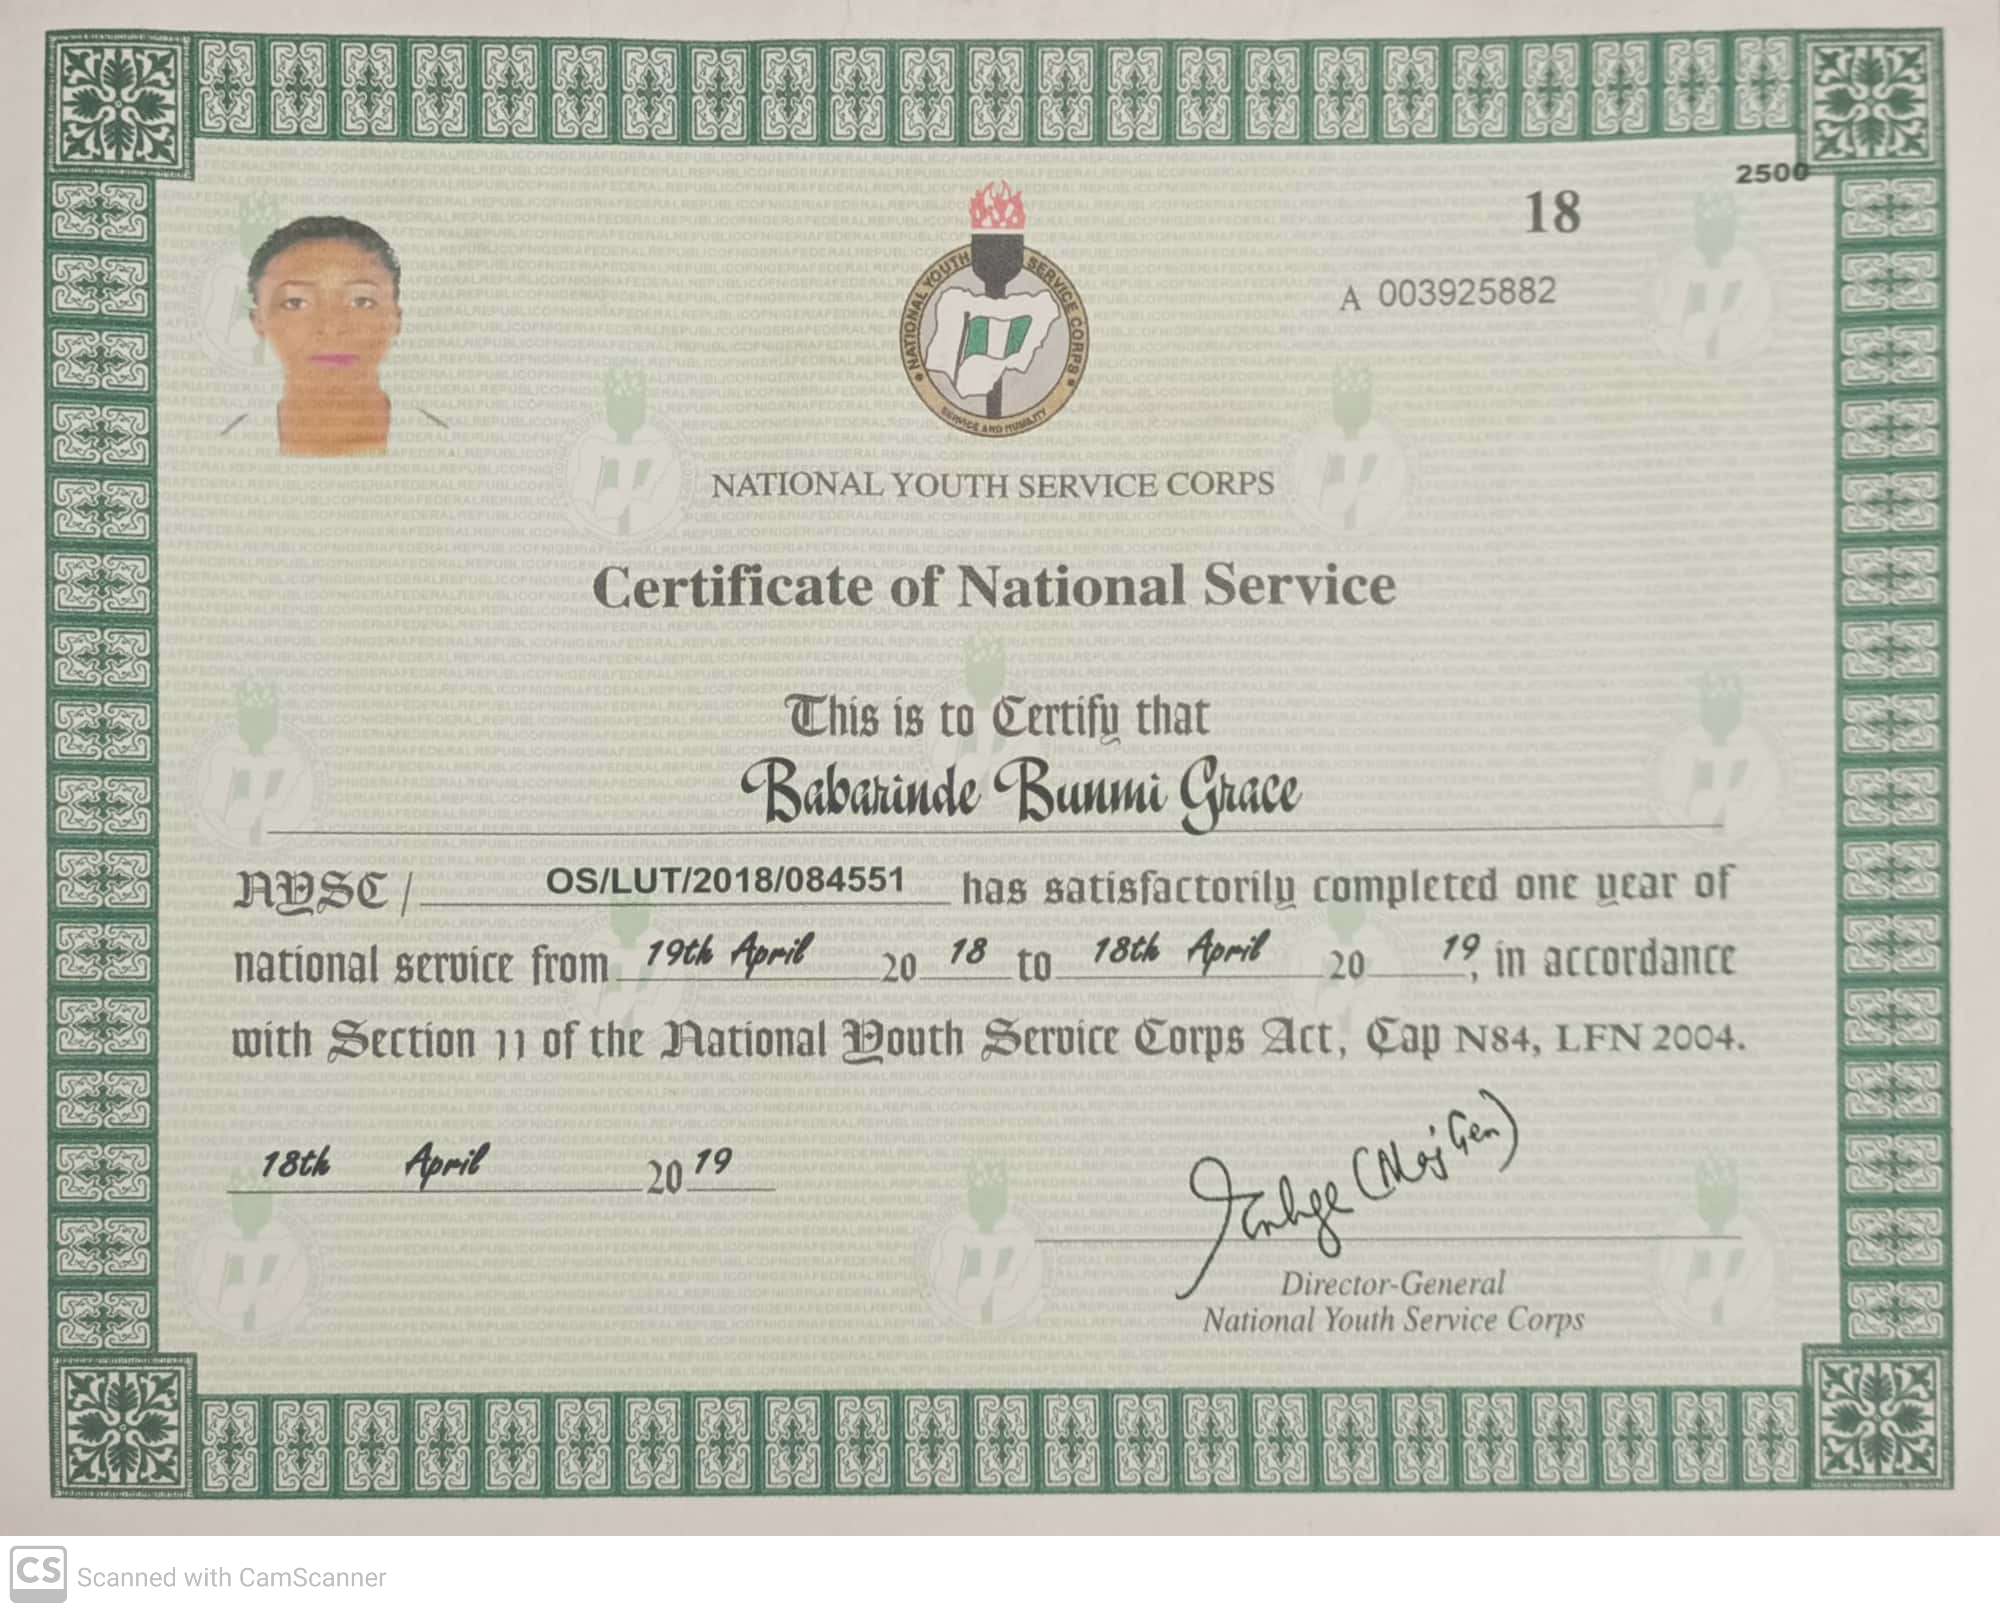 2500
18
A 003925882
NATIONAL YOUTH SERVICE CORPS
SERVICE AND HUMILITY
NATIONAL YOUTH SERVICE CORPS
Certificate of National Service
This is to Certify that
Babarinde Bunmi Grace
NYSC / OS/LUT/2018/084551 has satisfactorily completed one year of
national service from 19th April 20 18 to 18th April 20 19, in accordance
with Section 11 of the National Youth Service Corps Act, Cap N84, LFN 2004.
18th April 20 19
(Maj Gen)
Director-General
National Youth Service Corps
CS Scanned with CamScanner